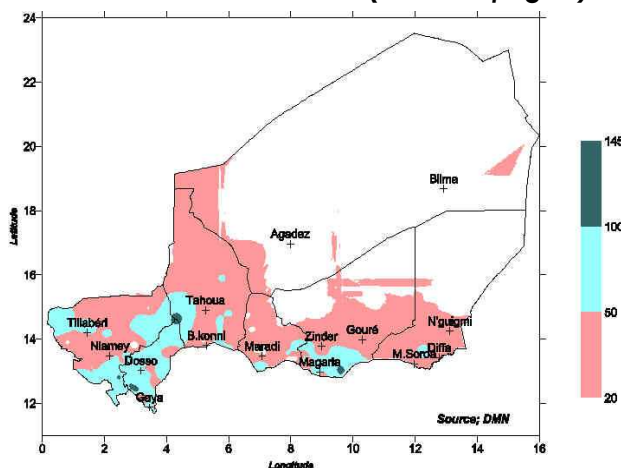 24
22
20
18
16
14
12
Latitude
Bilma
Agadez
Tahoua
Tillabéri
Niamey
B.konni
Dosso
Gaya
Maradi
Zinder
Magaria
Gouré
N'guigmi
Diffa
M.Soroa
Source; DMN
0 2 4 6 8 10 12 14 16
Longitude
145
100
50
20